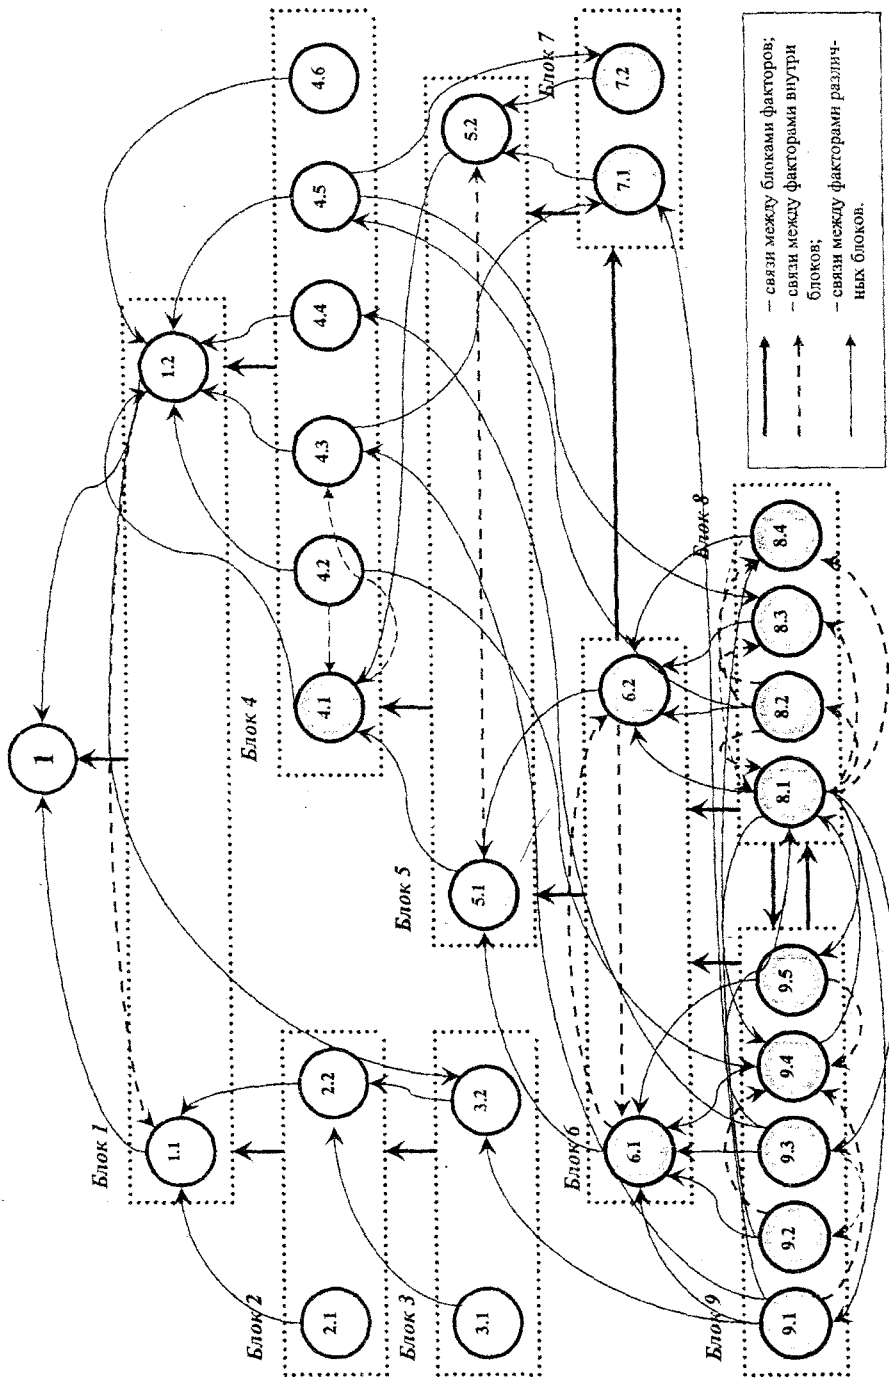 1
Блок 1
1.1
1.2
Блок 2
2.1
2.2
Блок 4
4.1
4.2
4.3
4.4
4.5
4.6
Блок 3
3.1
3.2
Блок 5
5.1
5.2
Блок 6
6.1
6.2
Блок 7
7.1
7.2
Блок 9
9.1
9.2
9.3
9.4
9.5
Блок 8
8.1
8.2
8.3
8.4
– связи между блоками факторов;
– связи между факторами внутри
блоков;
– связи между факторами различ-
ных блоков.